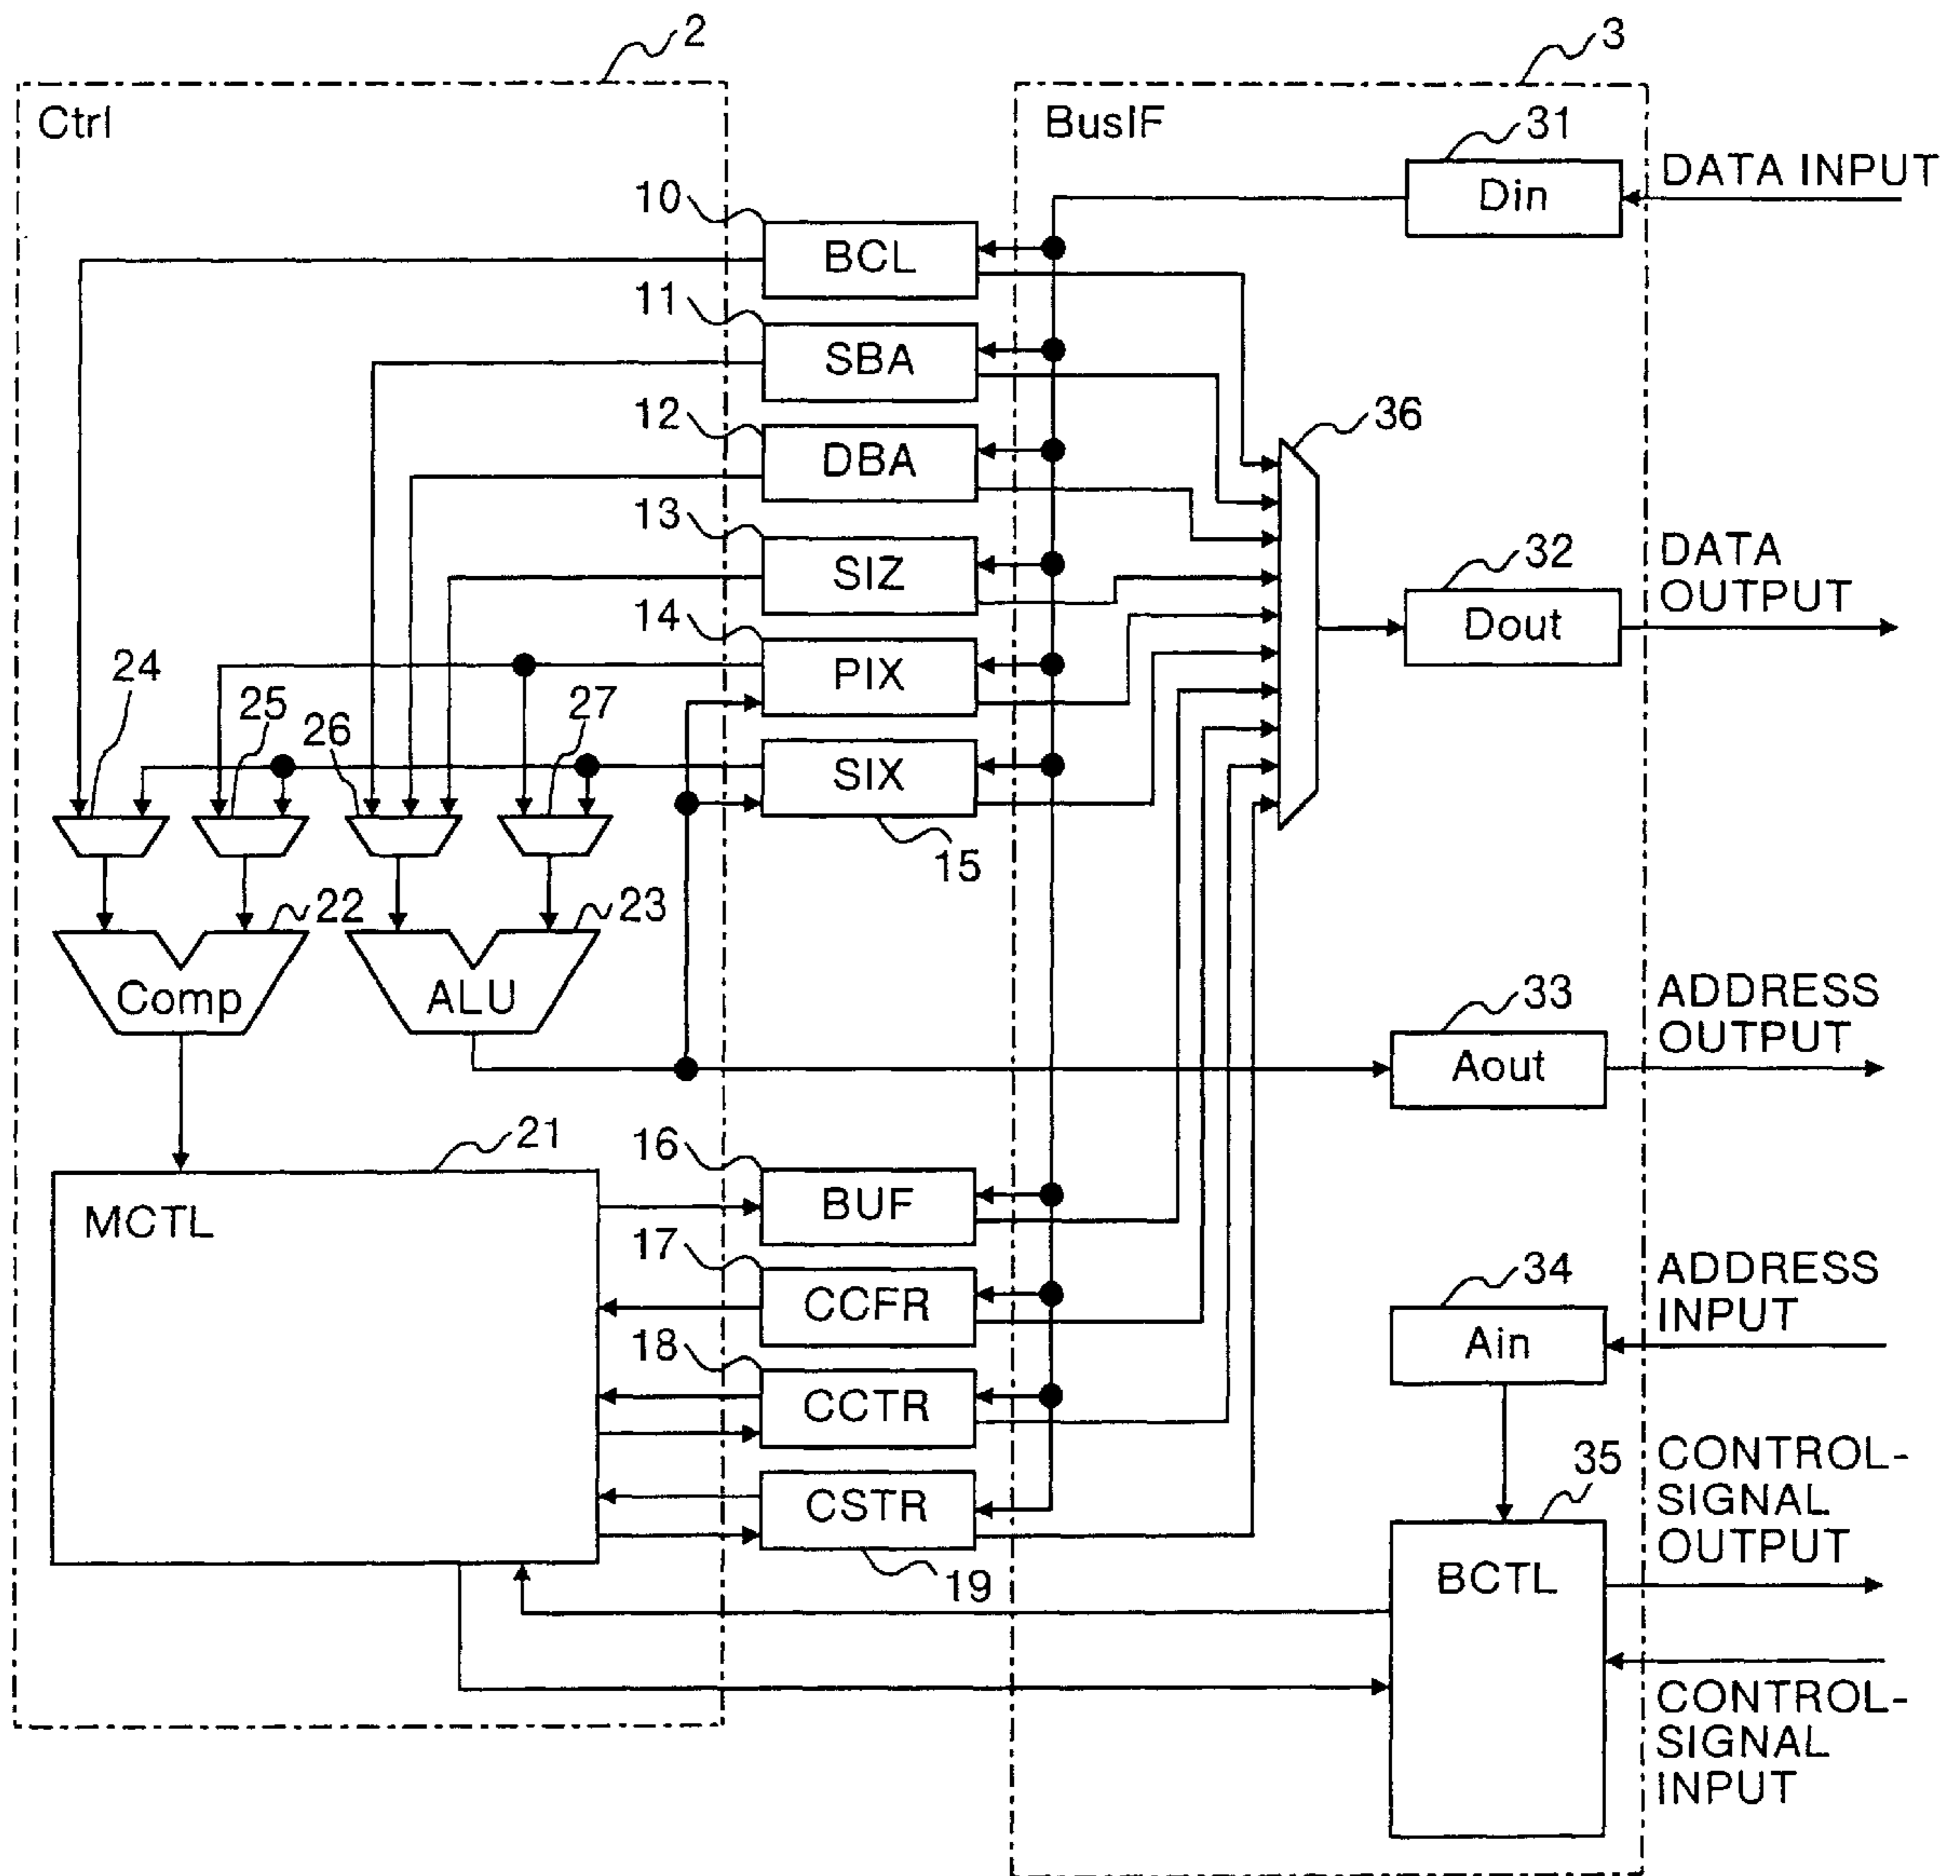 2
3
Ctrl
BusIF
31
Din
DATA INPUT
10
BCL
11
SBA
12
DBA
36
13
SIZ
32
Dout
DATA
OUTPUT
14
PIX
24
25
26
27
SIX
15
22
23
Comp
ALU
33
Aout
ADDRESS
OUTPUT
21
MCTL
16
BUF
17
CCFR
34
Ain
ADDRESS
INPUT
18
CCTR
35
CONTROL-
SIGNAL
OUTPUT
CSTR
19
BCTL
CONTROL-
SIGNAL
INPUT